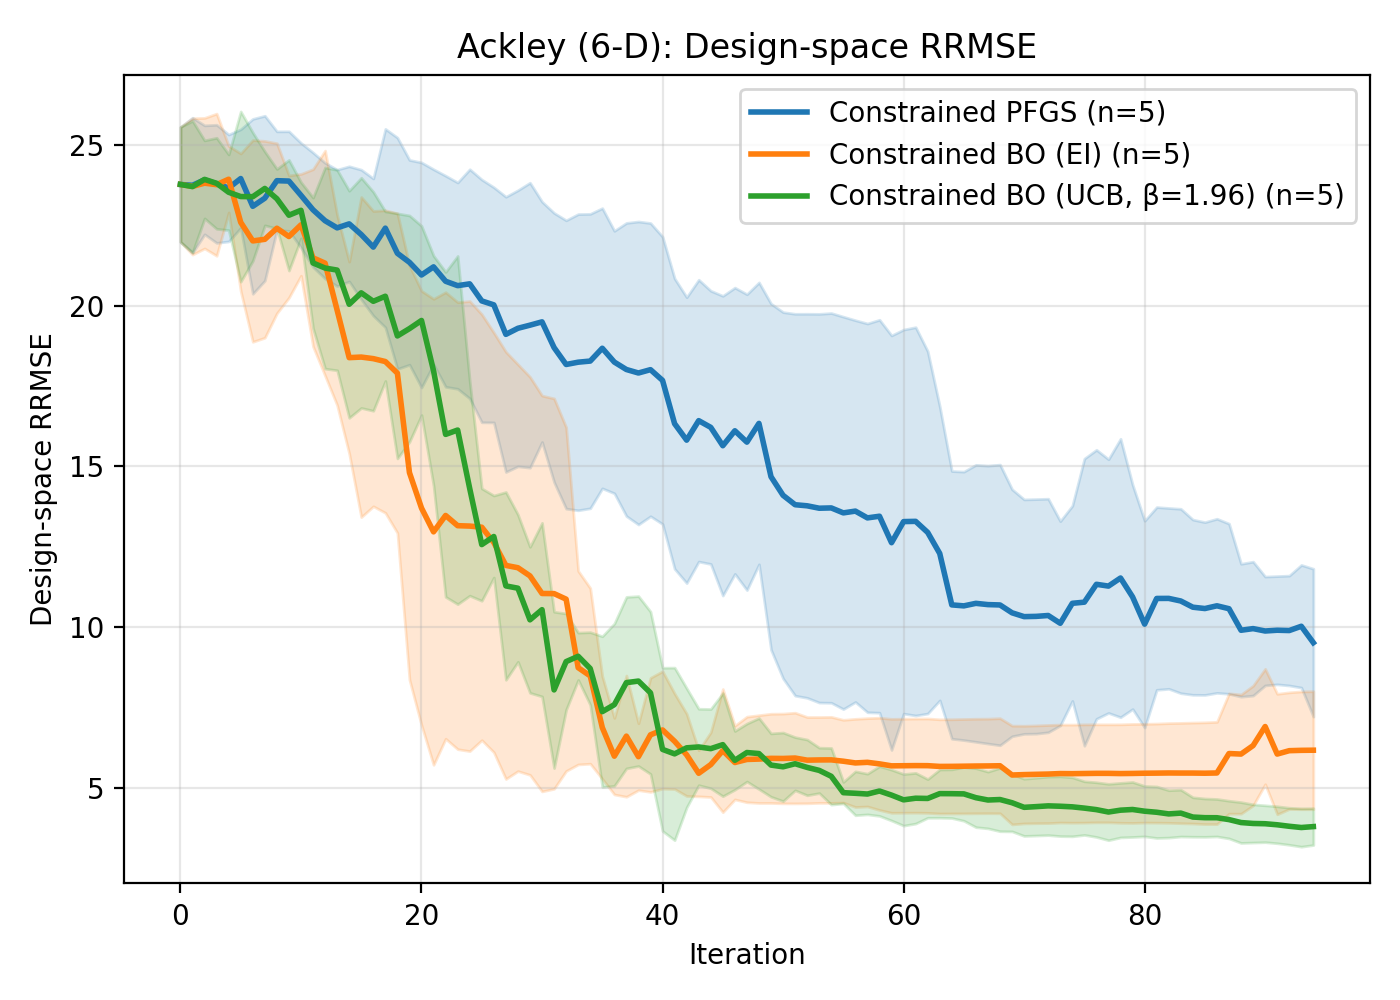 Ackley (6-D): Design-space RRMSE
Constrained PFGS (n=5)
Constrained BO (EI) (n=5)
Constrained BO (UCB, β=1.96) (n=5)
Design-space RRMSE
25
20
15
10
5
0 20 40 60 80
Iteration